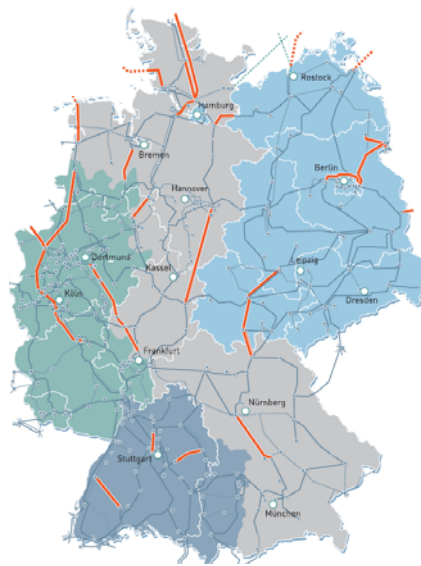 Rostock
Hamburg
Bremen
Berlin
Hannover
Dortmund
Kassel
Leipzig
Köln
Dresden
Frankfurt
Nürnberg
Stuttgart
München